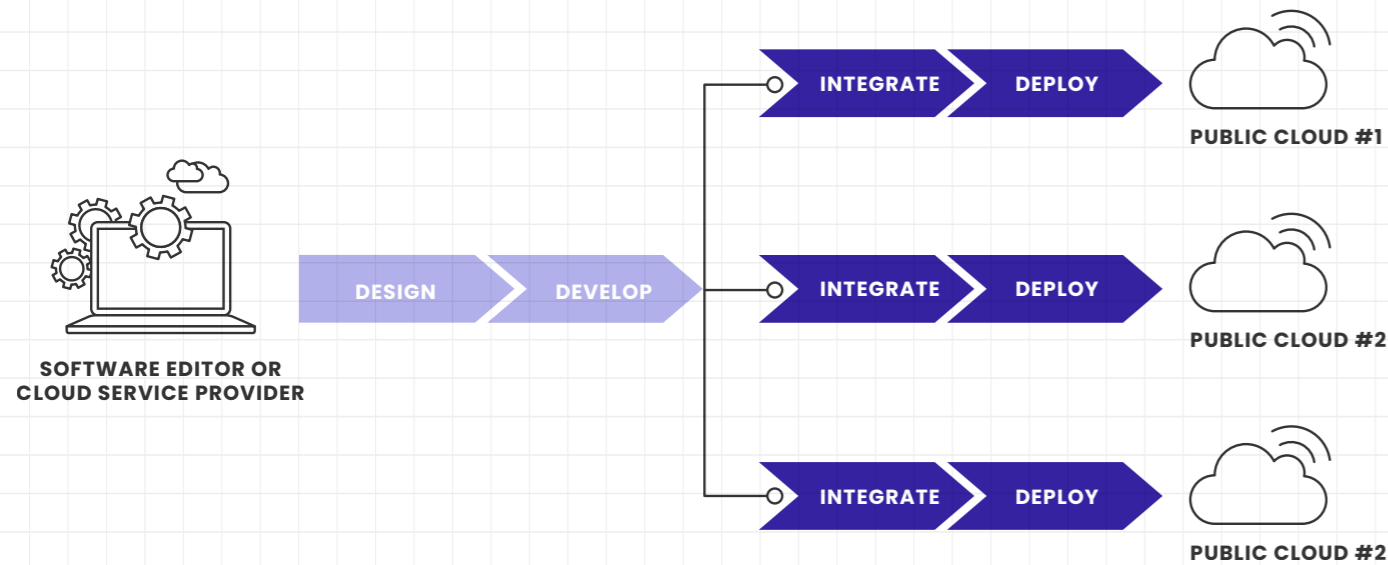 INTEGRATE
DEPLOY
PUBLIC CLOUD #1
DESIGN
DEVELOP
INTEGRATE
DEPLOY
PUBLIC CLOUD #2
SOFTWARE EDITOR OR
CLOUD SERVICE PROVIDER
INTEGRATE
DEPLOY
PUBLIC CLOUD #2